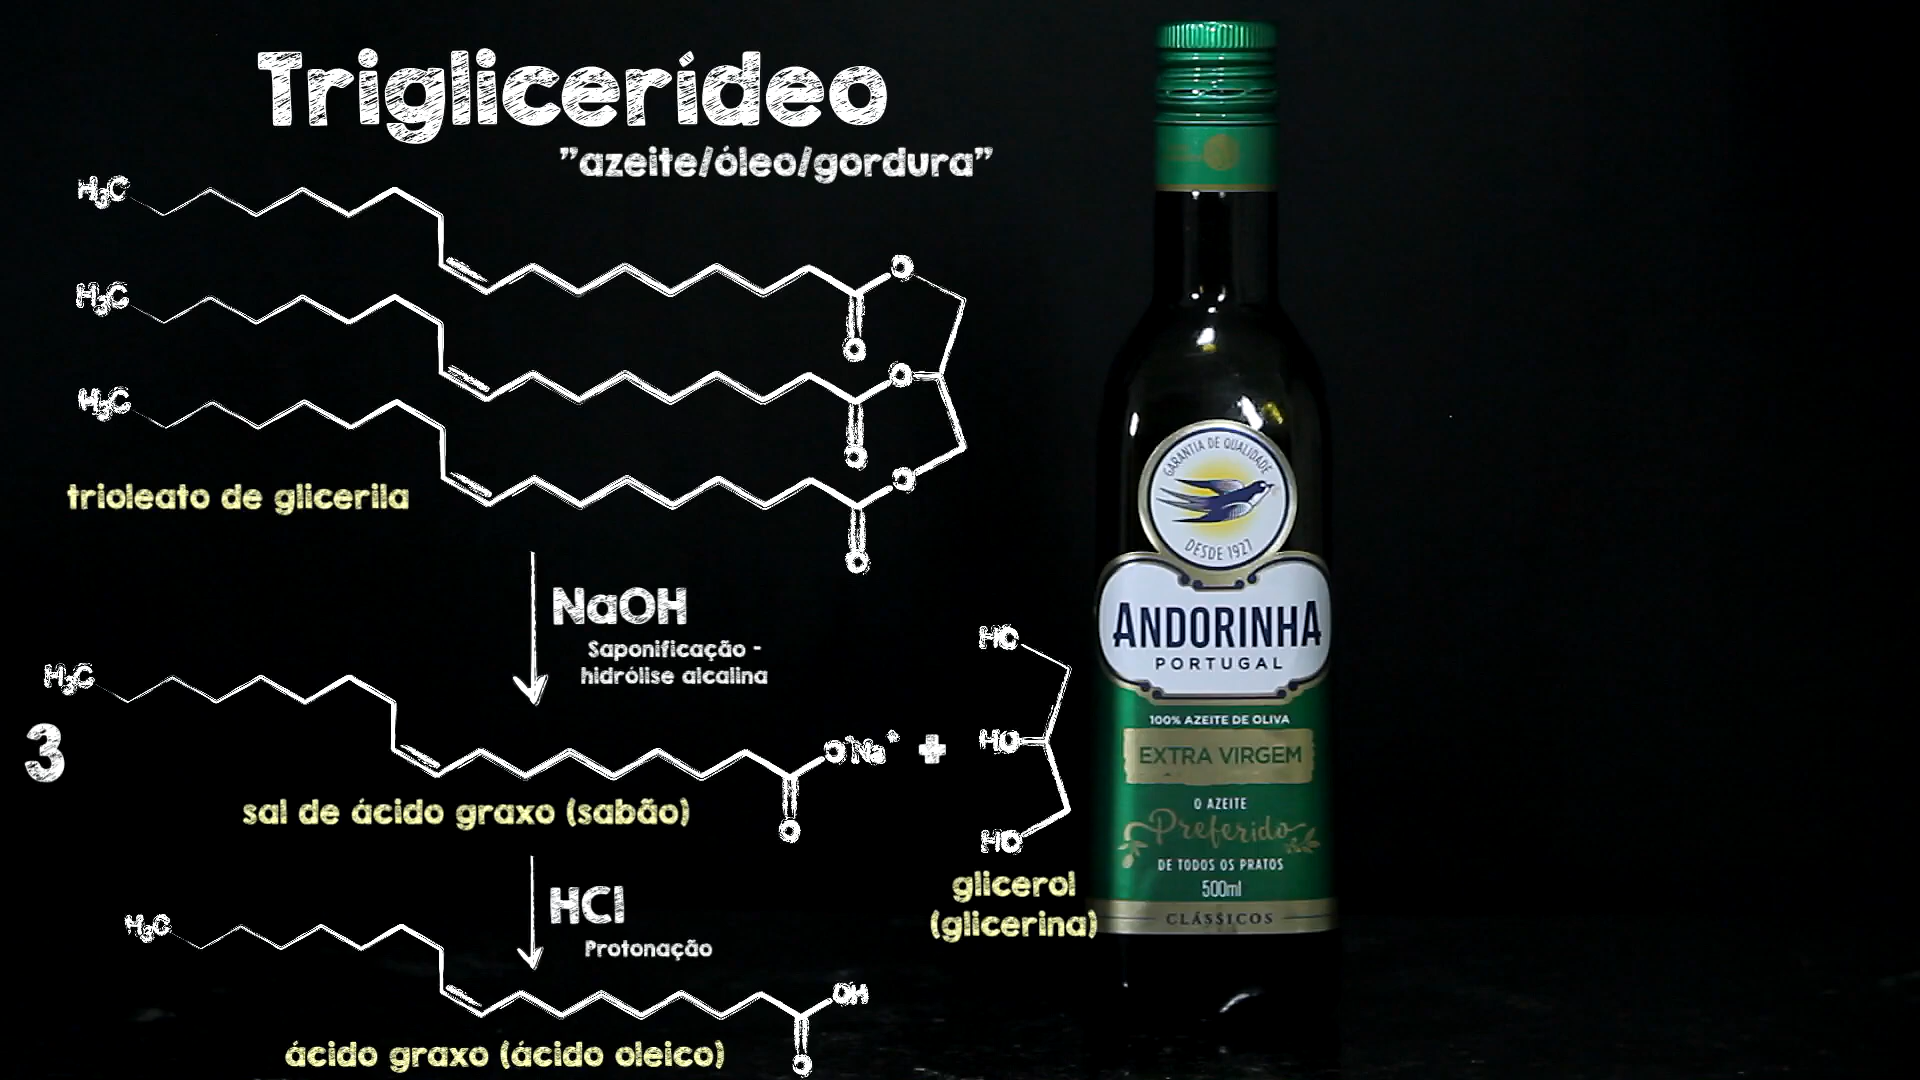 Triglicerídeo
"azeite/óleo/gordura"
H₃C
O
O
H₃C
O
O
H₃C
O
O
trioleato de glicerila
NaOH
Saponificação -
hidrólise alcalina
3
H₃C
O⁻Na⁺
O
sal de ácido graxo (sabão)
+
HO
HO
HO
glicerol
(glicerina)
HCl
Protonação
H₃C
OH
O
ácido graxo (ácido oleico)
GARANTIA DE QUALIDADE
DESDE 1927
ANDORINHA
PORTUGAL
100% AZEITE DE OLIVA
EXTRA VIRGEM
O AZEITE
Preferido
DE TODOS OS PRATOS
500ml
CLÁSSICOS